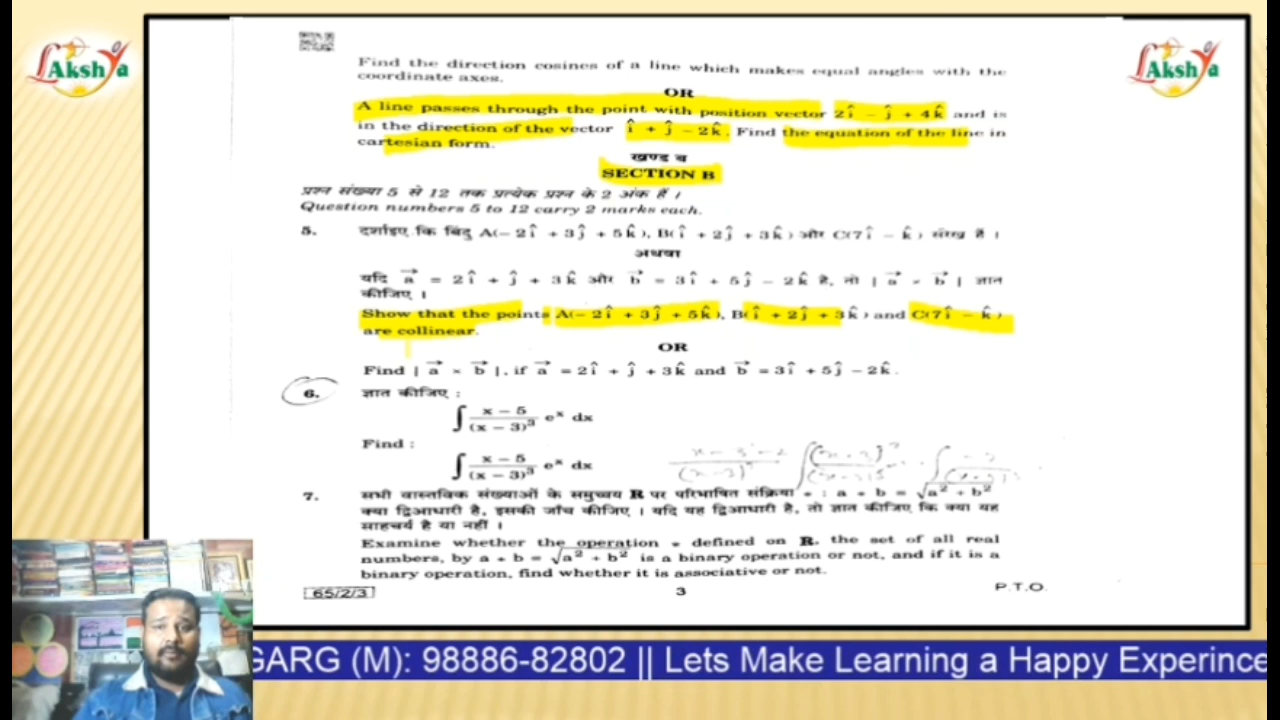 LAkshya
LAkshya
Find the direction cosines of a line which makes equal angles with the
coordinate axes.
OR
A line passes through the point with position vector 2î − ĵ + 4k̂ and is
in the direction of the vector î + ĵ − 2k̂. Find the equation of the line in
cartesian form.
खण्ड ब
SECTION B
प्रश्न संख्या 5 से 12 तक प्रत्येक प्रश्न के 2 अंक हैं ।
Question numbers 5 to 12 carry 2 marks each.
5. दर्शाइए कि बिंदु A(− 2î + 3ĵ + 5k̂), B(î + 2ĵ + 3k̂) और C(7î − k̂) संरेख हैं ।
अथवा
यदि a⃗ = 2î + ĵ + 3k̂ और b⃗ = 3î + 5ĵ − 2k̂ है, तो | a⃗ × b⃗ | ज्ञात
कीजिए ।
Show that the points A(− 2î + 3ĵ + 5k̂), B(î + 2ĵ + 3k̂) and C(7î − k̂)
are collinear.
OR
Find | a⃗ × b⃗ |, if a⃗ = 2î + ĵ + 3k̂ and b⃗ = 3î + 5ĵ − 2k̂.
6. ज्ञात कीजिए :
∫ (x − 5)/(x − 3)³ eˣ dx
Find :
∫ (x − 5)/(x − 3)³ eˣ dx
7. सभी वास्तविक संख्याओं के समुच्चय R पर परिभाषित संक्रिया * : a * b = √(a² + b²)
क्या द्विआधारी है, इसकी जाँच कीजिए । यदि यह द्विआधारी है, तो ज्ञात कीजिए कि क्या यह
साहचर्य है या नहीं ।
Examine whether the operation * defined on R, the set of all real
numbers, by a * b = √(a² + b²) is a binary operation or not, and if it is a
binary operation, find whether it is associative or not.
65/2/3 3 P.T.O.
GARG (M): 98886-82802 || Lets Make Learning a Happy Experince